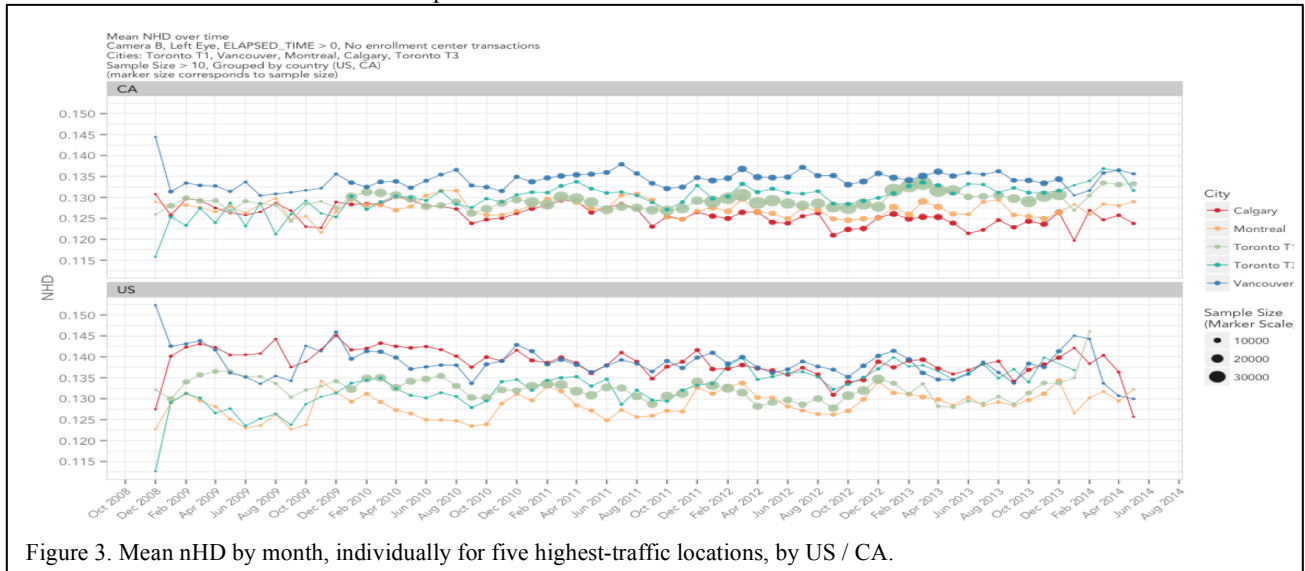 Mean NHD over time
Camera B, Left Eye, ELAPSED_TIME > 0, No enrollment center transactions
Cities: Toronto T1, Vancouver, Montreal, Calgary, Toronto T3
Sample Size > 10, Grouped by country (US, CA)
(marker size corresponds to sample size)
CA
0.150
0.145
0.140
0.135
0.130
0.125
0.120
0.115
NHD
US
0.150
0.145
0.140
0.135
0.130
0.125
0.120
0.115
Oct 2008
Dec 2008
Feb 2009
Apr 2009
Jun 2009
Aug 2009
Oct 2009
Dec 2009
Feb 2010
Apr 2010
Jun 2010
Aug 2010
Oct 2010
Dec 2010
Feb 2011
Apr 2011
Jun 2011
Aug 2011
Oct 2011
Dec 2011
Feb 2012
Apr 2012
Jun 2012
Aug 2012
Oct 2012
Dec 2012
Feb 2013
Apr 2013
Jun 2013
Aug 2013
Oct 2013
Dec 2013
Feb 2014
Apr 2014
Jun 2014
Aug 2014
City
Calgary
Montreal
Toronto T
Toronto T
Vancouver
Sample Size
(Marker Scale)
10000
20000
30000
Figure 3. Mean nHD by month, individually for five highest-traffic locations, by US / CA.